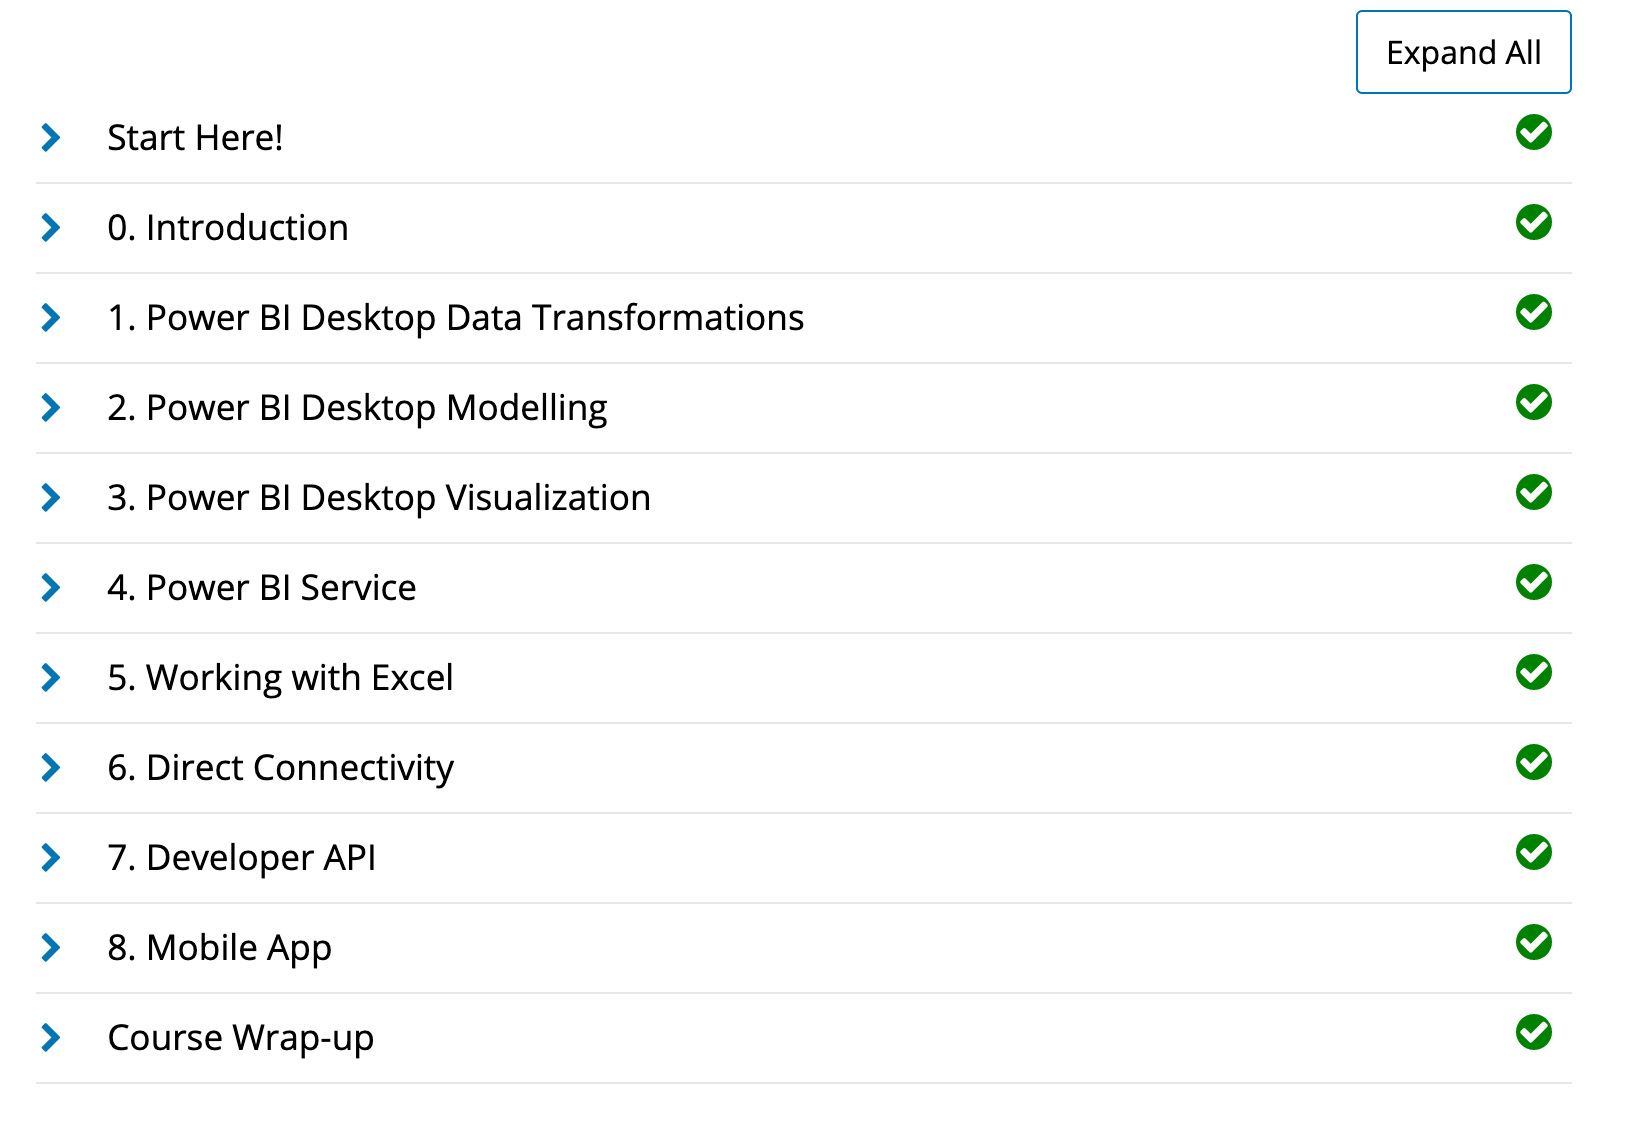 Expand All
Start Here!
0. Introduction
1. Power BI Desktop Data Transformations
2. Power BI Desktop Modelling
3. Power BI Desktop Visualization
4. Power BI Service
5. Working with Excel
6. Direct Connectivity
7. Developer API
8. Mobile App
Course Wrap-up